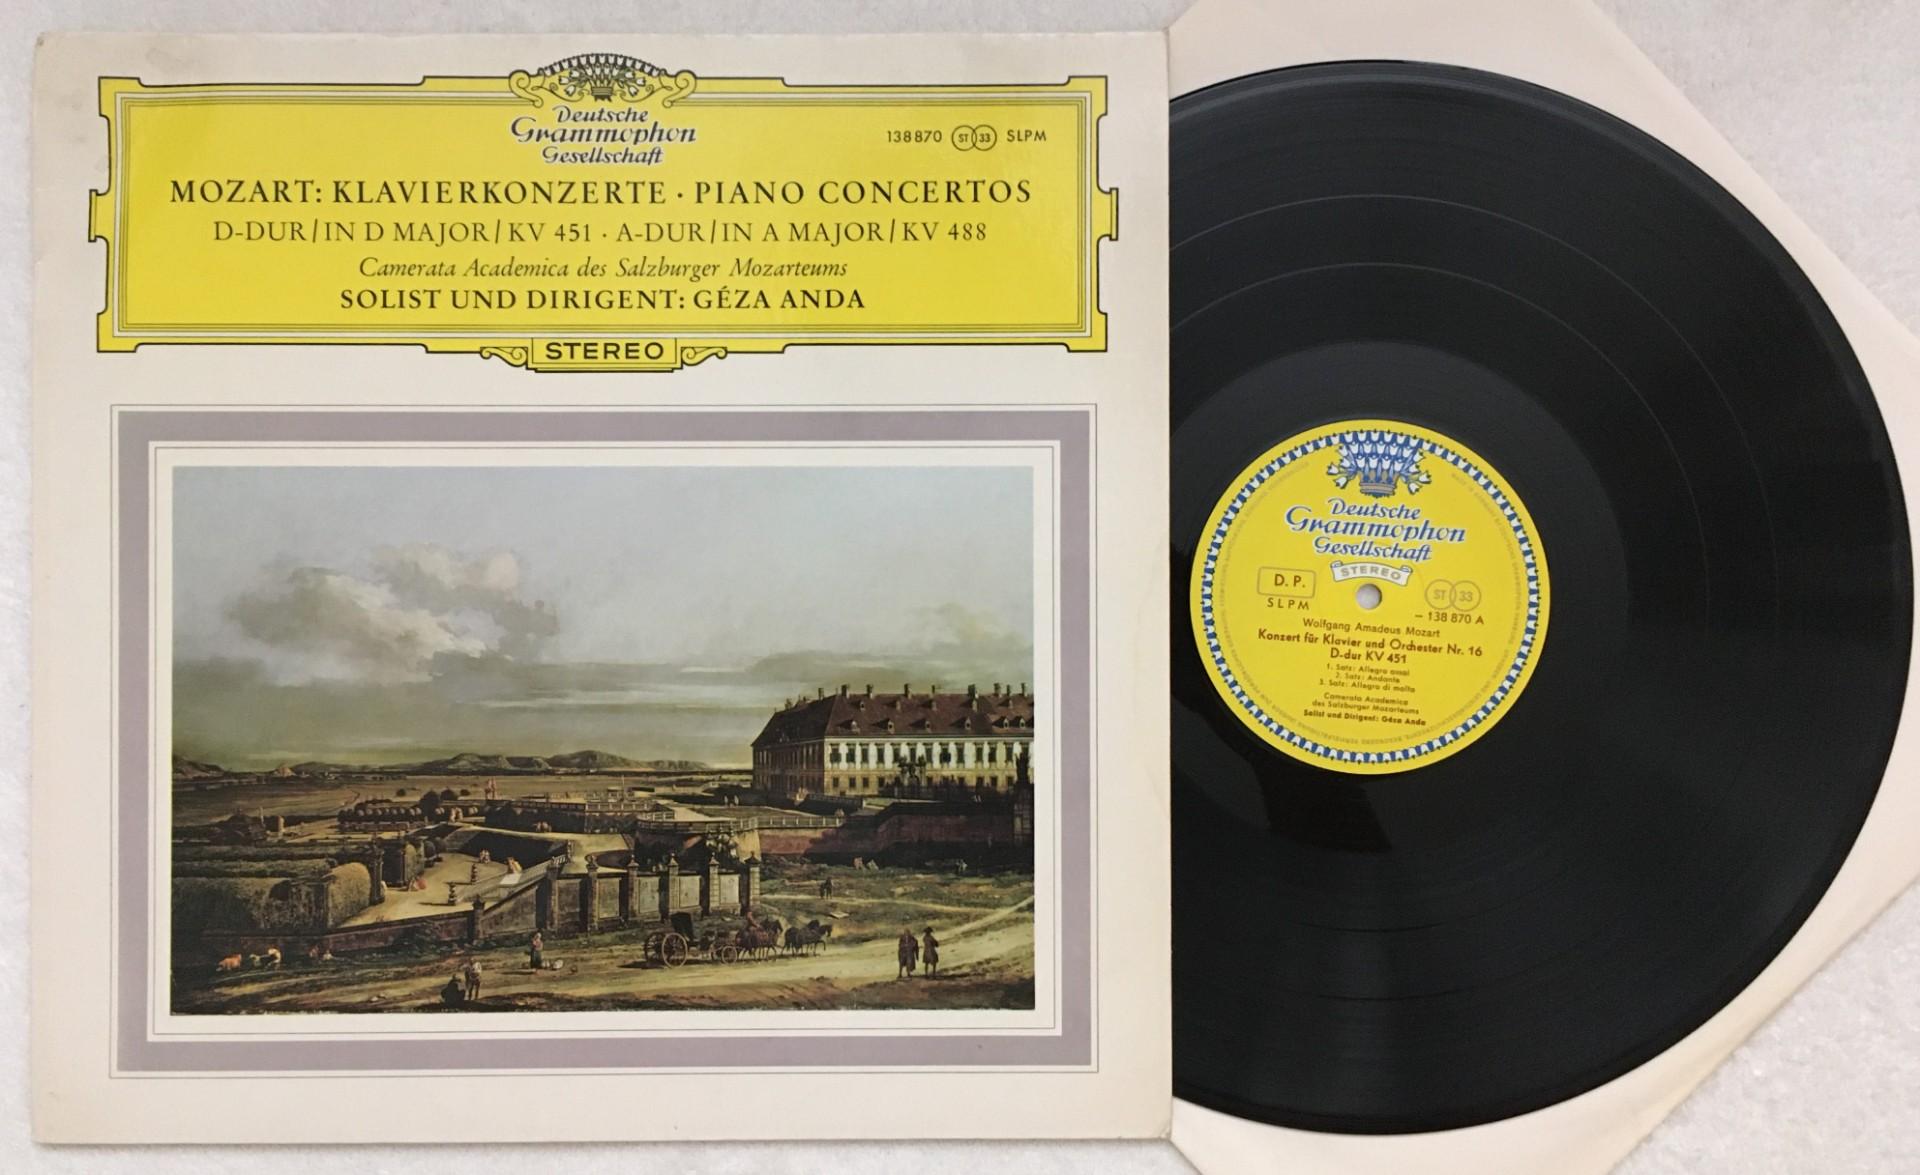 Deutsche
Grammophon
Gesellschaft
138870 ST 33 SLPM
MOZART: KLAVIERKONZERTE · PIANO CONCERTOS
D-DUR/IN D MAJOR/KV 451 · A-DUR/IN A MAJOR/KV 488
Camerata Academica des Salzburger Mozarteums
SOLIST UND DIRIGENT: GÉZA ANDA
STEREO
Deutsche
Grammophon
Gesellschaft
STEREO
D. P.
SLPM
ST 33
– 138 870 A
Wolfgang Amadeus Mozart
Konzert für Klavier und Orchester Nr. 16
D-dur KV 451
1. Satz: Allegro assai
2. Satz: Andante
3. Satz: Allegro di molto
Camerata Academica
des Salzburger Mozarteums
Solist und Dirigent: Géza Anda